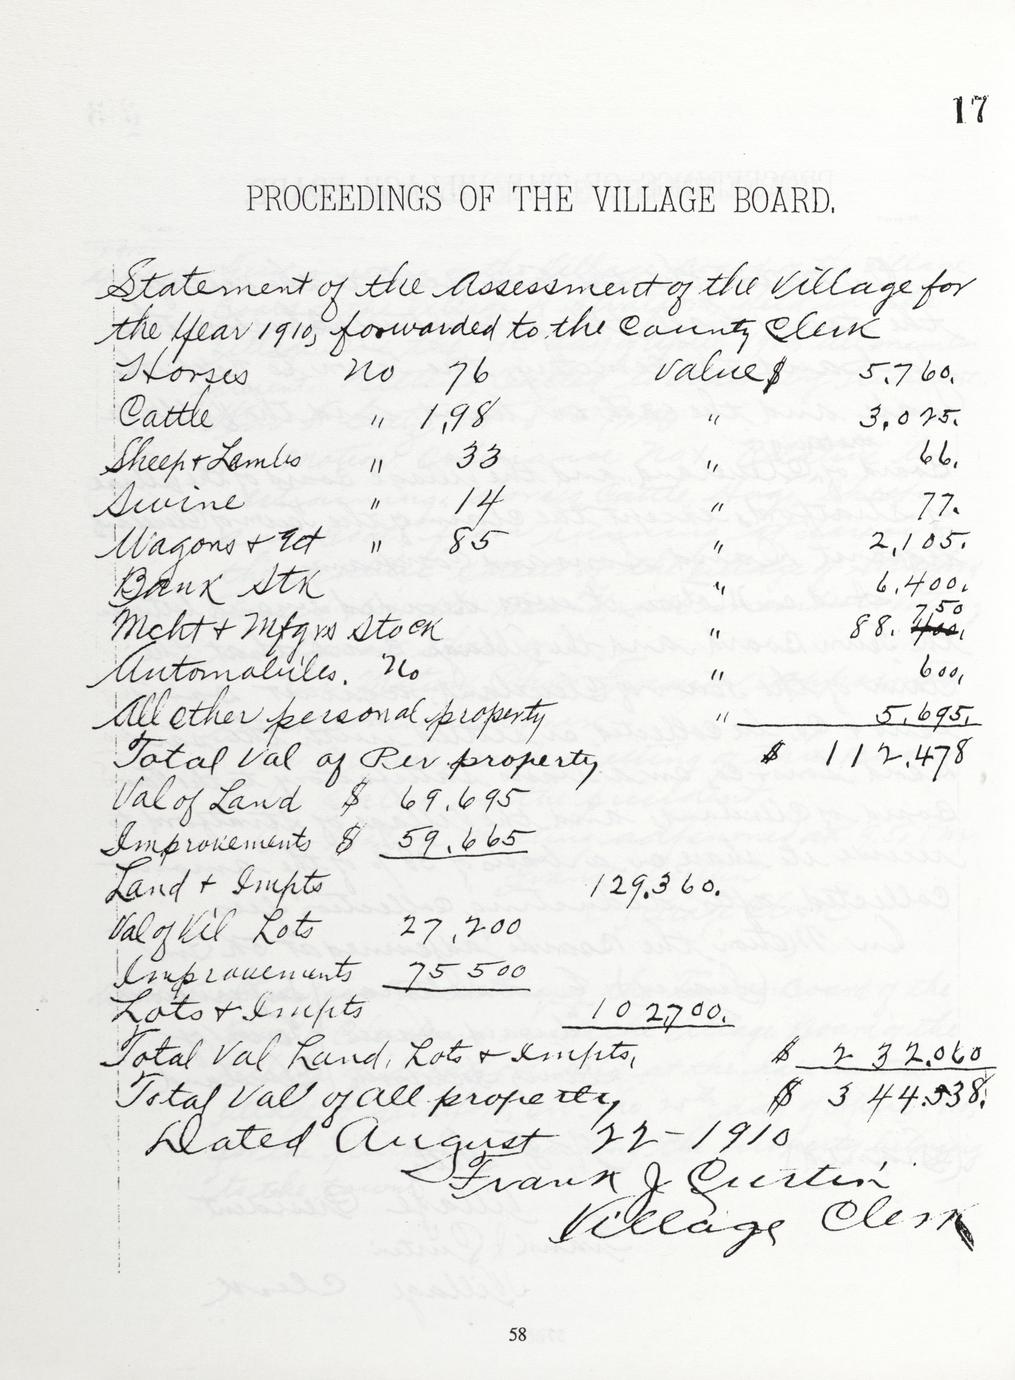 17
PROCEEDINGS OF THE VILLAGE BOARD.
Statement of the Assessment of the Village for
the Year 1910, forwarded to the County Clerk
Horses No 76 Value $ 5.760.
Cattle " 1,98 " 3,025.
Sheep + Lambs " 33 " 66.
Swine " 14 " 77.
Wagons + Et " 85 " 2,105.
Bank Stk " 6.400.
Mcht + Mfgrs Stock " 88. 750 400.
Automobiles. No " 600.
All other personal property " 5.695.
Total Val of Per property $ 112.478
Val of Land $ 69.695
Improvements $ 59.665
Land + Impts 129.360.
Val of Vil Lots 27,200
Improvements 75 500
Lots + Impts 102700.
Total Val Land, Lots + Impts, $ 232.060
Total Val of all property $ 344.538.
Dated August 22-1910
Frank J Curtin
Village Clerk
58